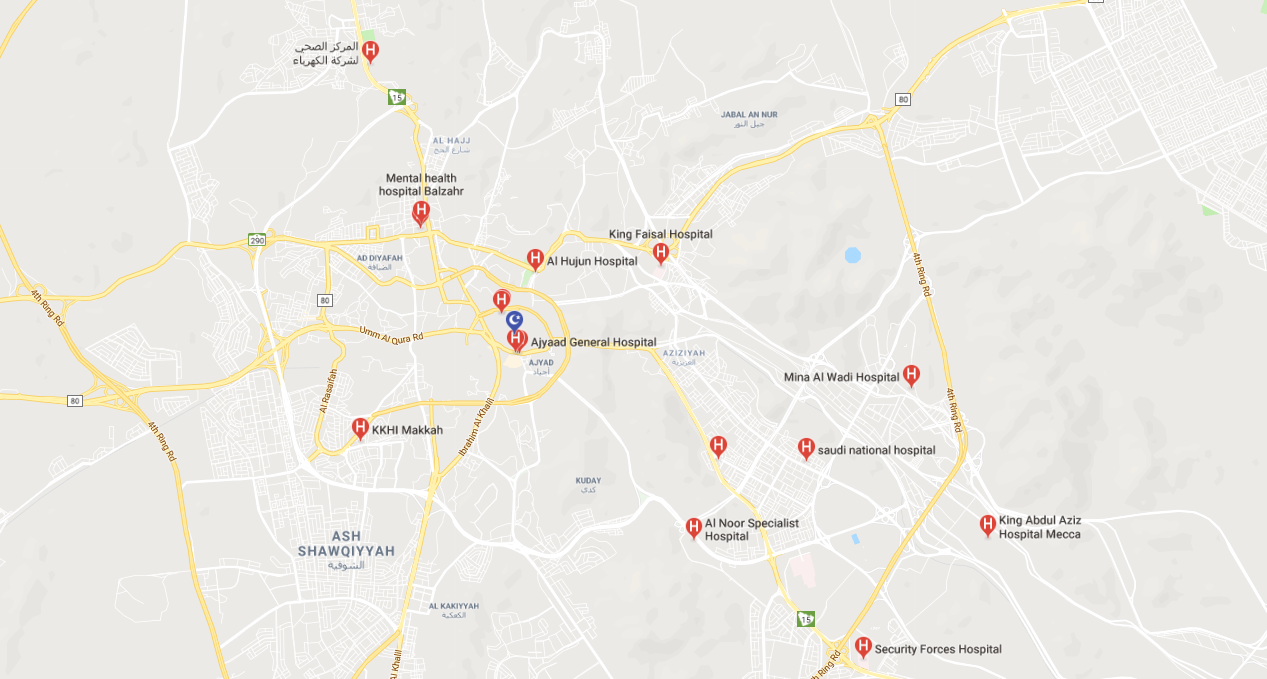 المركز الصحي
لشركة الكهرباء
H
15
80
JABAL AN NUR
جبل النور
AL HAJJ
شارع الحج
Mental health
hospital Balzahr
H
290
King Faisal Hospital
H
H
Al Hujun Hospital
AD DIYAFAH
الضيافة
4th Ring Rd
4th Ring Rd
80
H
Umm Al Qura Rd
H
Ajyaad General Hospital
AJYAD
أجياد
AZIZIYAH
العزيزية
Mina Al Wadi Hospital
H
Al Rasaifah
80
4th Ring Rd
4th Ring Rd
Ibrahim Al Khalil
H
KKHI Makkah
H
H
saudi national hospital
KUDAY
كدي
H
Al Noor Specialist
Hospital
H
King Abdul Aziz
Hospital Mecca
ASH
SHAWQIYYAH
الشوقية
AL KAKIYYAH
الكعكية
15
H
Security Forces Hospital
Al Khalil
th Ring Rd